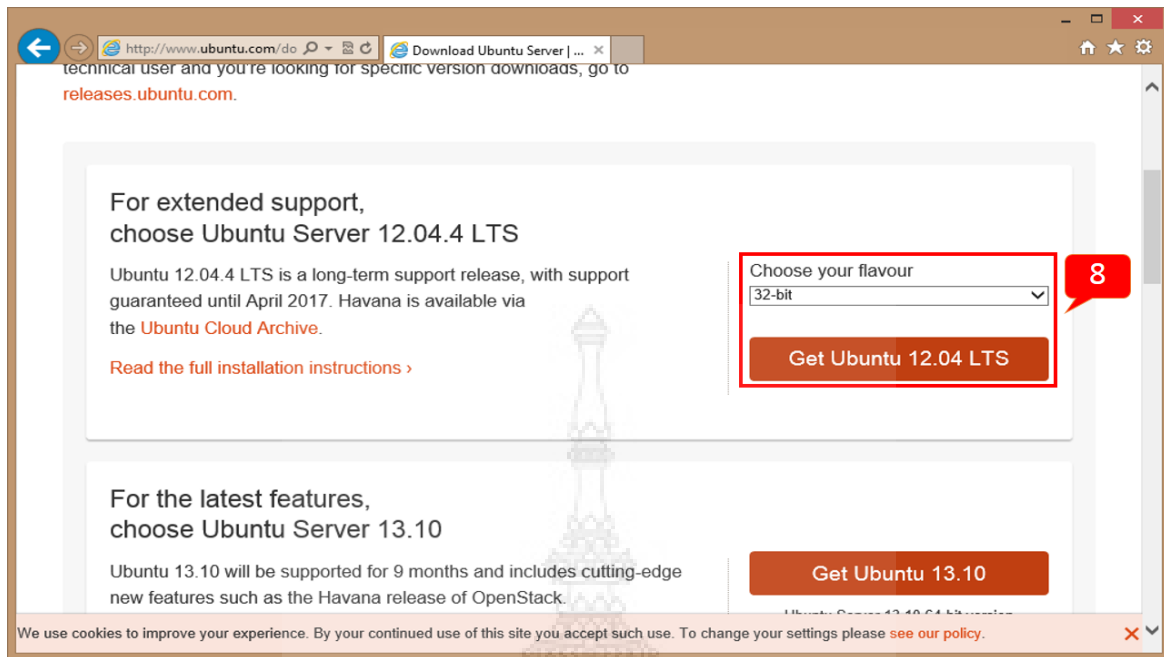 http://www.ubuntu.com/do
Download Ubuntu Server | ...
technical user and you're looking for specific version downloads, go to
releases.ubuntu.com.
For extended support,
choose Ubuntu Server 12.04.4 LTS
Ubuntu 12.04.4 LTS is a long-term support release, with support
guaranteed until April 2017. Havana is available via
the Ubuntu Cloud Archive.
Read the full installation instructions ›
Choose your flavour
32-bit
Get Ubuntu 12.04 LTS
8
For the latest features,
choose Ubuntu Server 13.10
Ubuntu 13.10 will be supported for 9 months and includes cutting-edge
new features such as the Havana release of OpenStack.
Get Ubuntu 13.10
Ubuntu Server 13.10 64-bit version
We use cookies to improve your experience. By your continued use of this site you accept such use. To change your settings please see our policy.